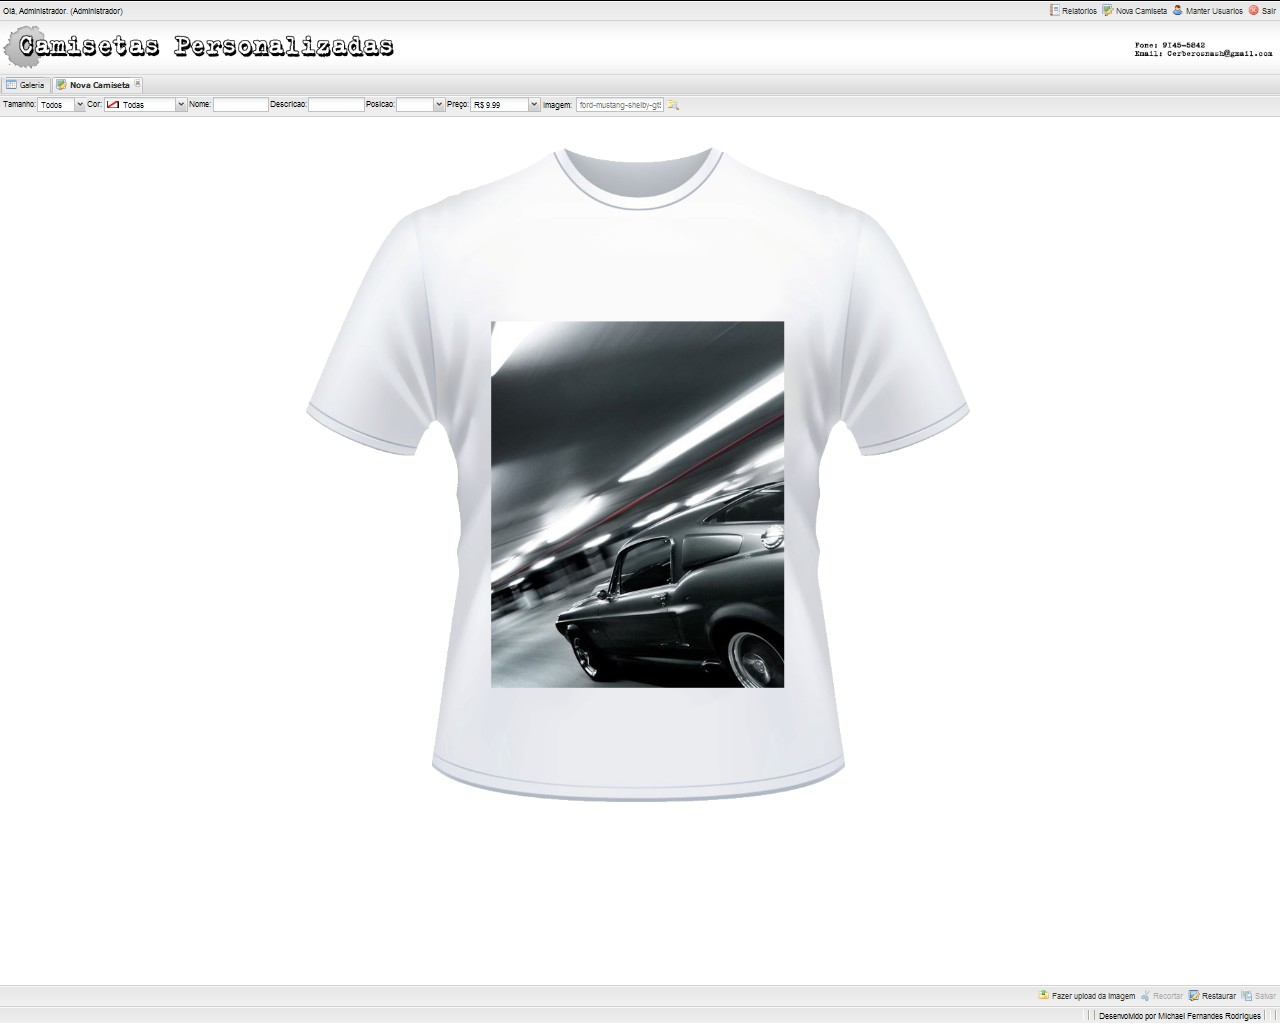 Olá, Administrador. (Administrador)
Relatorios Nova Camiseta Manter Usuarios Sair
Camisetas Personalizadas
Fone: 9145-5842
Email: Cerberosnash@gmail.com
Galeria Nova Camiseta
Tamanho: Todos Cor: Todas Nome: Descricao: Posicao: Preço: R$ 9.99 Imagem: ford-mustang-shelby-gt5
Fazer upload da Imagem Recortar Restaurar Salvar
Desenvolvido por Michael Fernandes Rodrigues